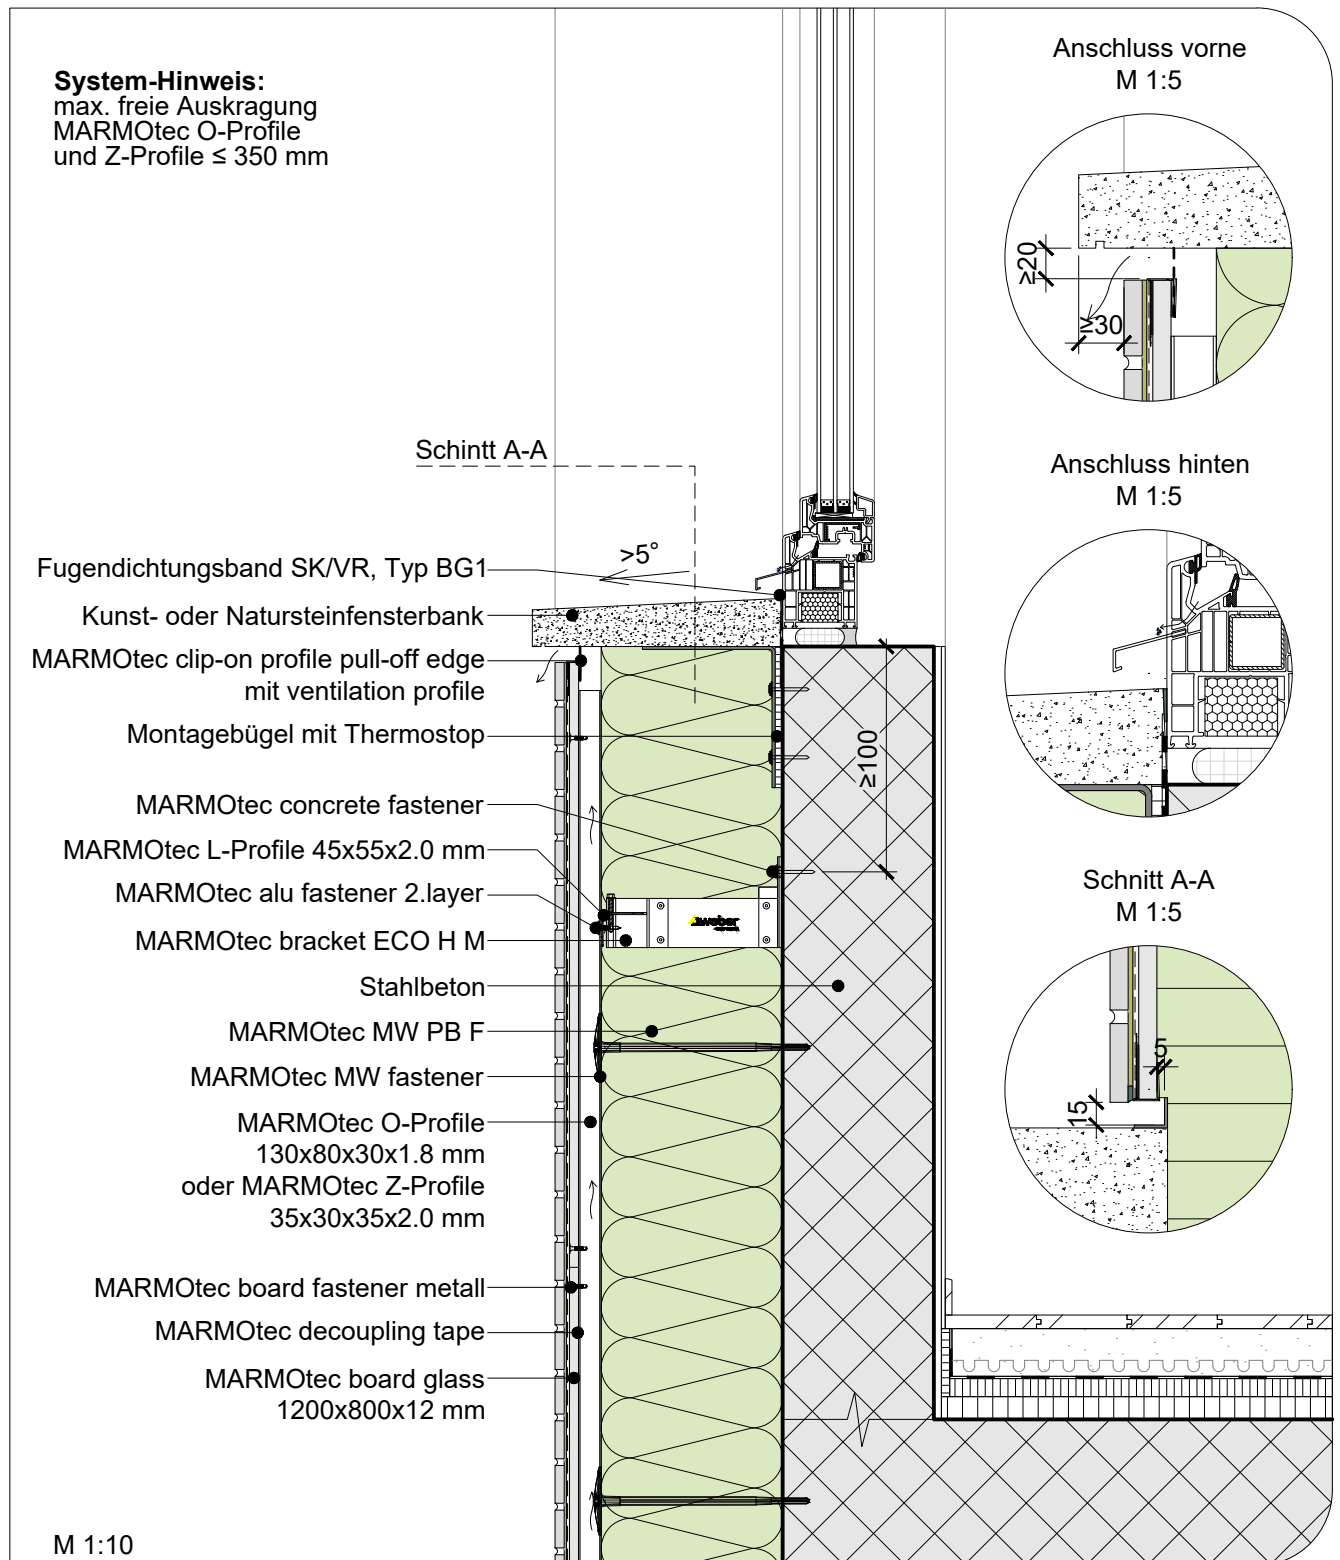 System-Hinweis:
max. freie Auskragung
MARMOtec O-Profile
und Z-Profile ≤ 350 mm
Anschluss vorne
M 1:5
≥20
≥30
Schintt A-A
Anschluss hinten
M 1:5
>5°
Fugendichtungsband SK/VR, Typ BG1
Kunst- oder Natursteinfensterbank
MARMOtec clip-on profile pull-off edge
mit ventilation profile
Montagebügel mit Thermostop
≥100
MARMOtec concrete fastener
MARMOtec L-Profile 45x55x2.0 mm
MARMOtec alu fastener 2.layer
MARMOtec bracket ECO H M
weber
Stahlbeton
MARMOtec MW PB F
MARMOtec MW fastener
MARMOtec O-Profile
130x80x30x1.8 mm
oder MARMOtec Z-Profile
35x30x35x2.0 mm
MARMOtec board fastener metall
MARMOtec decoupling tape
MARMOtec board glass
1200x800x12 mm
Schnitt A-A
M 1:5
5
15
M 1:10